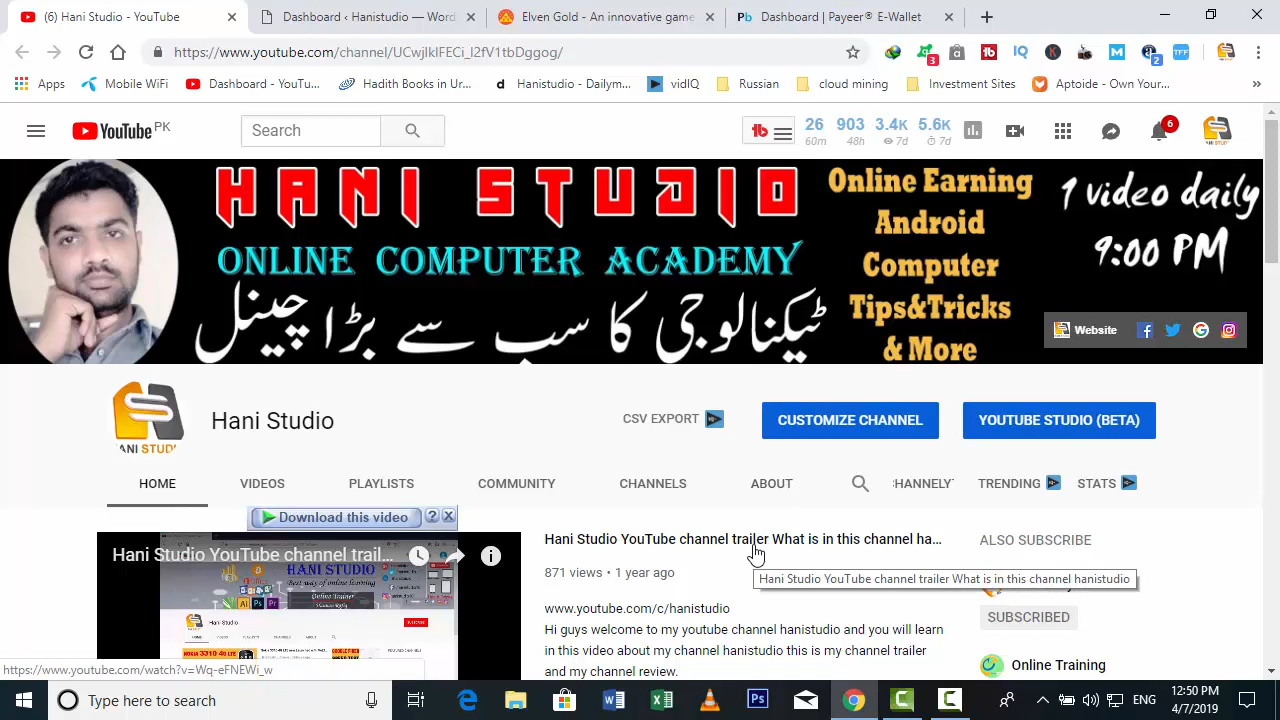 (6) Hani Studio - YouTube
Dashboard ‹ Hanistudio — Wor
Elven Gold - An innovative game
Dashboard | Payeer® E-Wallet
Apps
Mobile WiFi
Dashboard - YouTu...
Hadith Books in Ur...
Hanistudio - Dailym...
vidIQ
Russian
cloud mining
Investment Sites
Aptoide - Own Your...
YouTube PK
Search
26 903 3.4K 5.6K
60m 48h 7d 7d
6
HANI STUDIO
ONLINE COMPUTER ACADEMY
ٹیکنالوجی کا سب سے بڑا چینل
Online Earning
Android
Computer
Tips&Tricks
& More
1 video daily
9:00 PM
Website
Hani Studio
CSV EXPORT
CUSTOMIZE CHANNEL
YOUTUBE STUDIO (BETA)
HOME
VIDEOS
PLAYLISTS
COMMUNITY
CHANNELS
ABOUT
TRENDING
STATS
Download this video
Hani Studio YouTube channel trail...
Hani Studio YouTube channel trailer What is in this channel ha...
871 views • 1 year ago
Hani Studio YouTube channel trailer What is in this channel hanistudio
www.youtube.com/c/hanistudio
Hi guys welcome to my youtube channel hanistudio and you will learn
in this video about my channel hanistudio this is my channel trailer
and my channel review.
ALSO SUBSCRIBE
SUBSCRIBED
Online Training
https://www.youtube.com/watch?v=Wq-eFNEWi_w
Type here to search
ENG
12:50 PM
4/7/2019